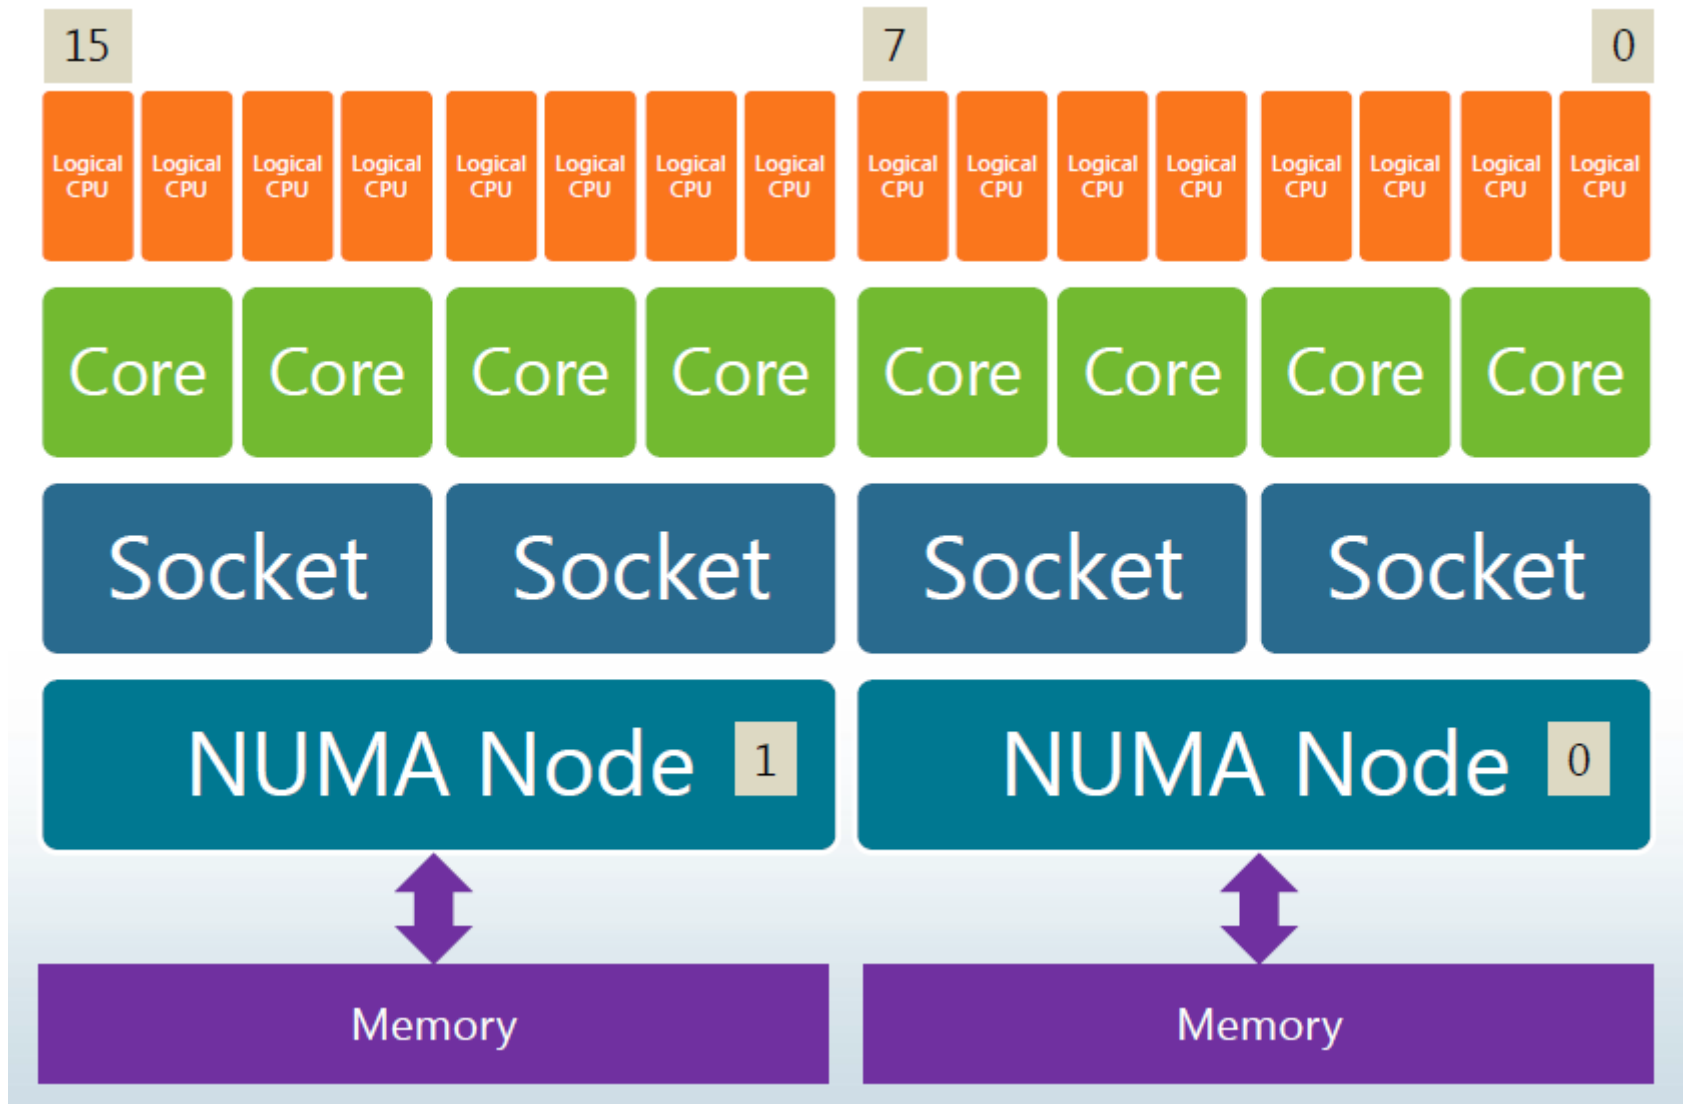 15 7 0
Logical Logical Logical Logical Logical Logical Logical Logical Logical Logical Logical Logical Logical Logical Logical Logical
CPU CPU CPU CPU CPU CPU CPU CPU CPU CPU CPU CPU CPU CPU CPU CPU
Core Core Core Core Core Core Core Core
Socket Socket Socket Socket
NUMA Node 1 NUMA Node 0
Memory Memory